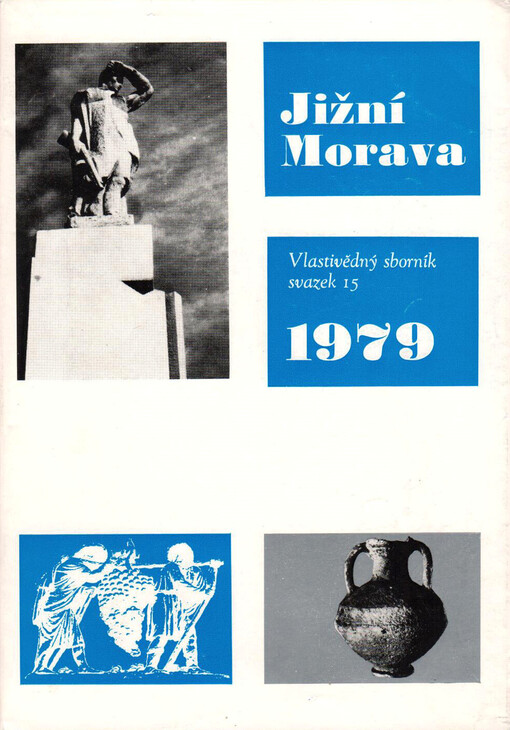 Jižní
Morava
Vlastivědný sborník
svazek 15
1979